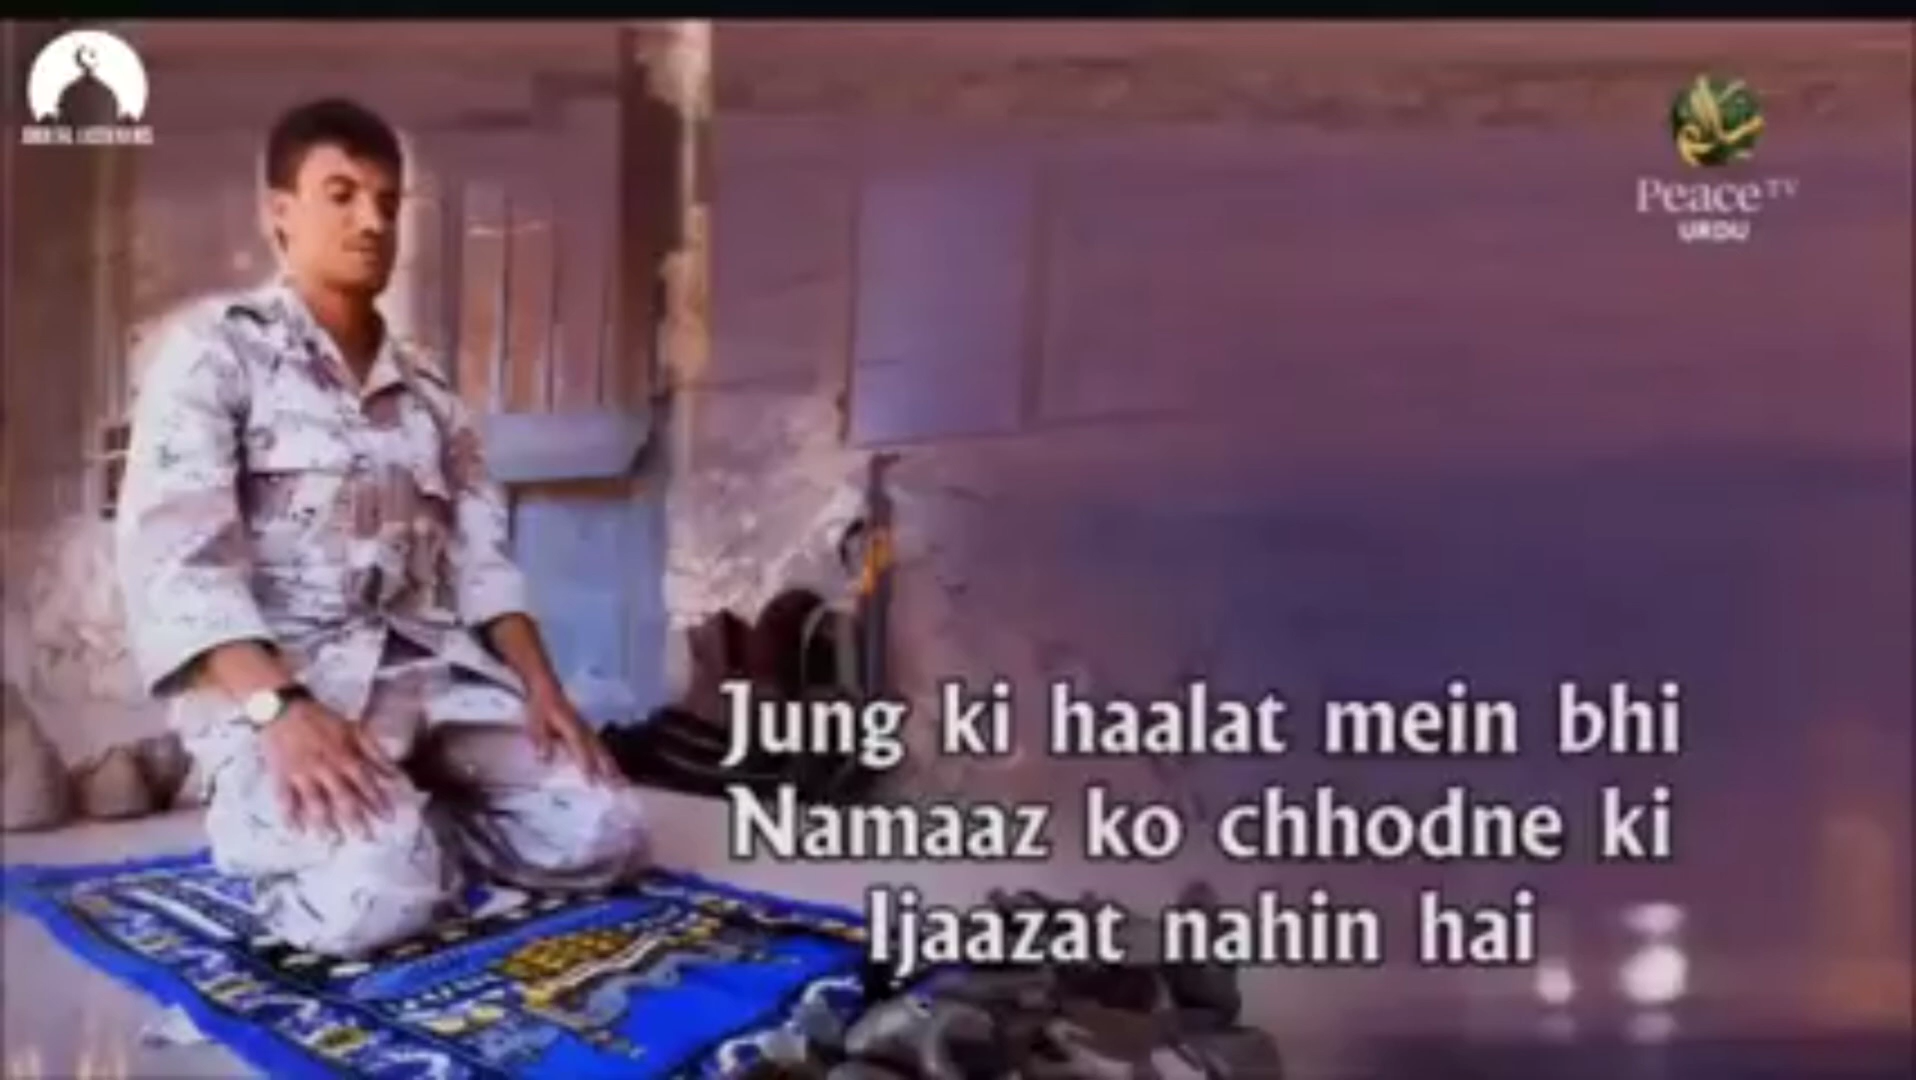 Peace TV
URDU
Jung ki haalat mein bhi
Namaaz ko chhodne ki
Ijaazat nahin hai